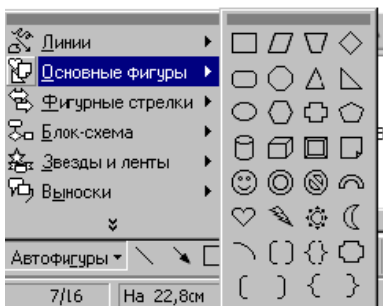 Линии
Основные фигуры
Фигурные стрелки
Блок-схема
Звезды и ленты
Выноски
Автофигуры
7/16 На 22,8см